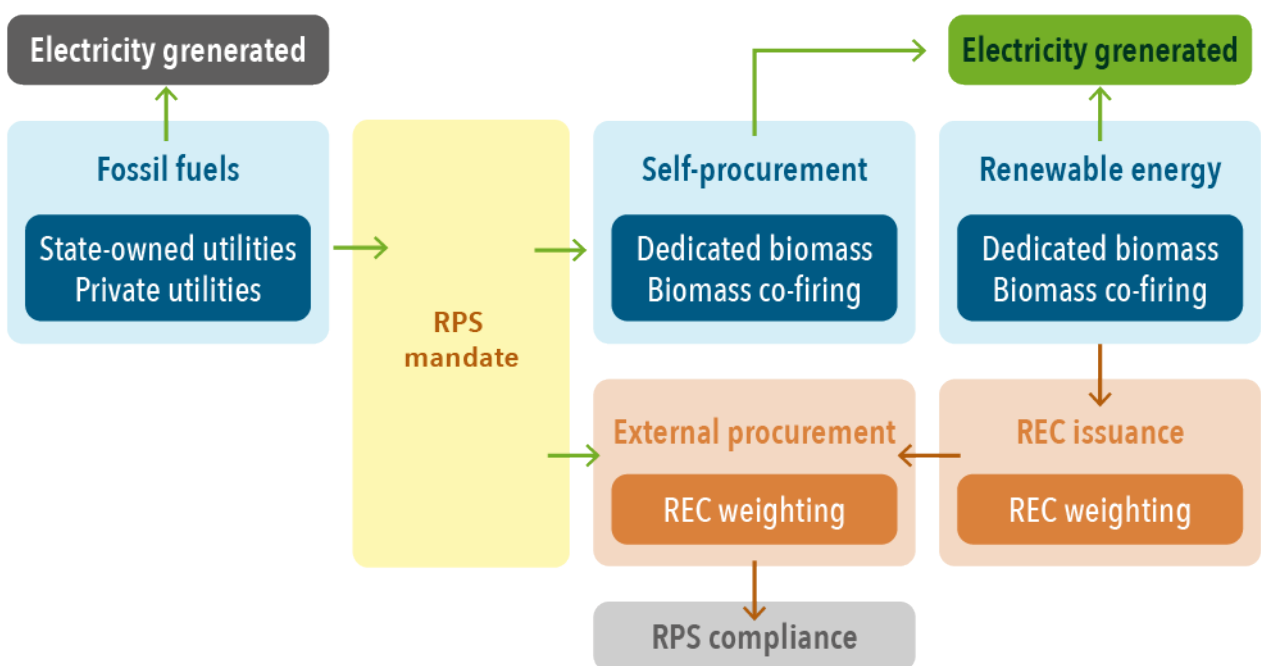 Electricity grenerated
Electricity grenerated
Fossil fuels
State-owned utilities
Private utilities
RPS
mandate
Self-procurement
Dedicated biomass
Biomass co-firing
Renewable energy
Dedicated biomass
Biomass co-firing
External procurement
REC weighting
REC issuance
REC weighting
RPS compliance